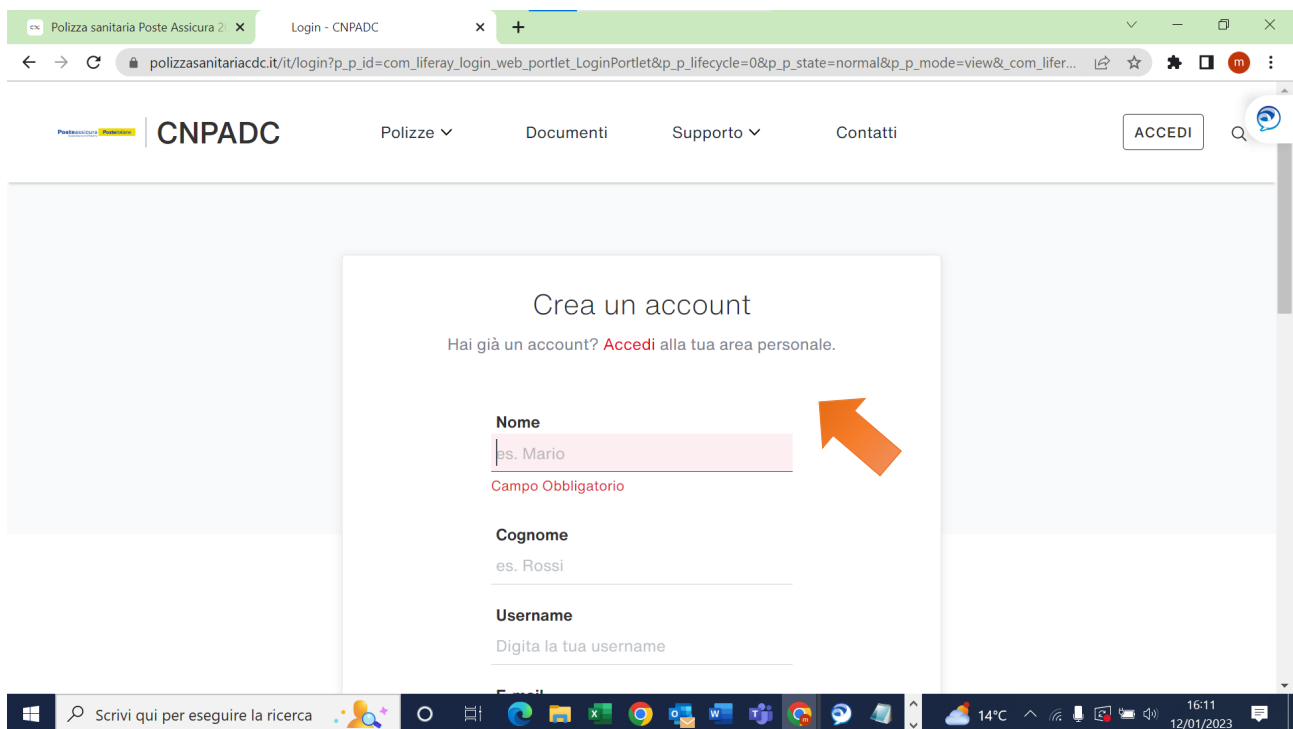 Polizza sanitaria Poste Assicura 2
Login - CNPADC
polizzasanitariacdc.it/it/login?p_p_id=com_liferay_login_web_portlet_LoginPortlet&p_p_lifecycle=0&p_p_state=normal&p_p_mode=view&_com_lifer...
m
Posteassicura Postewelfare CNPADC Polizze Documenti Supporto Contatti ACCEDI
Crea un account
Hai già un account? Accedi alla tua area personale.
Nome
es. Mario
Campo Obbligatorio
Cognome
es. Rossi
Username
Digita la tua username
E-mail
Scrivi qui per eseguire la ricerca
14°C
16:11
12/01/2023